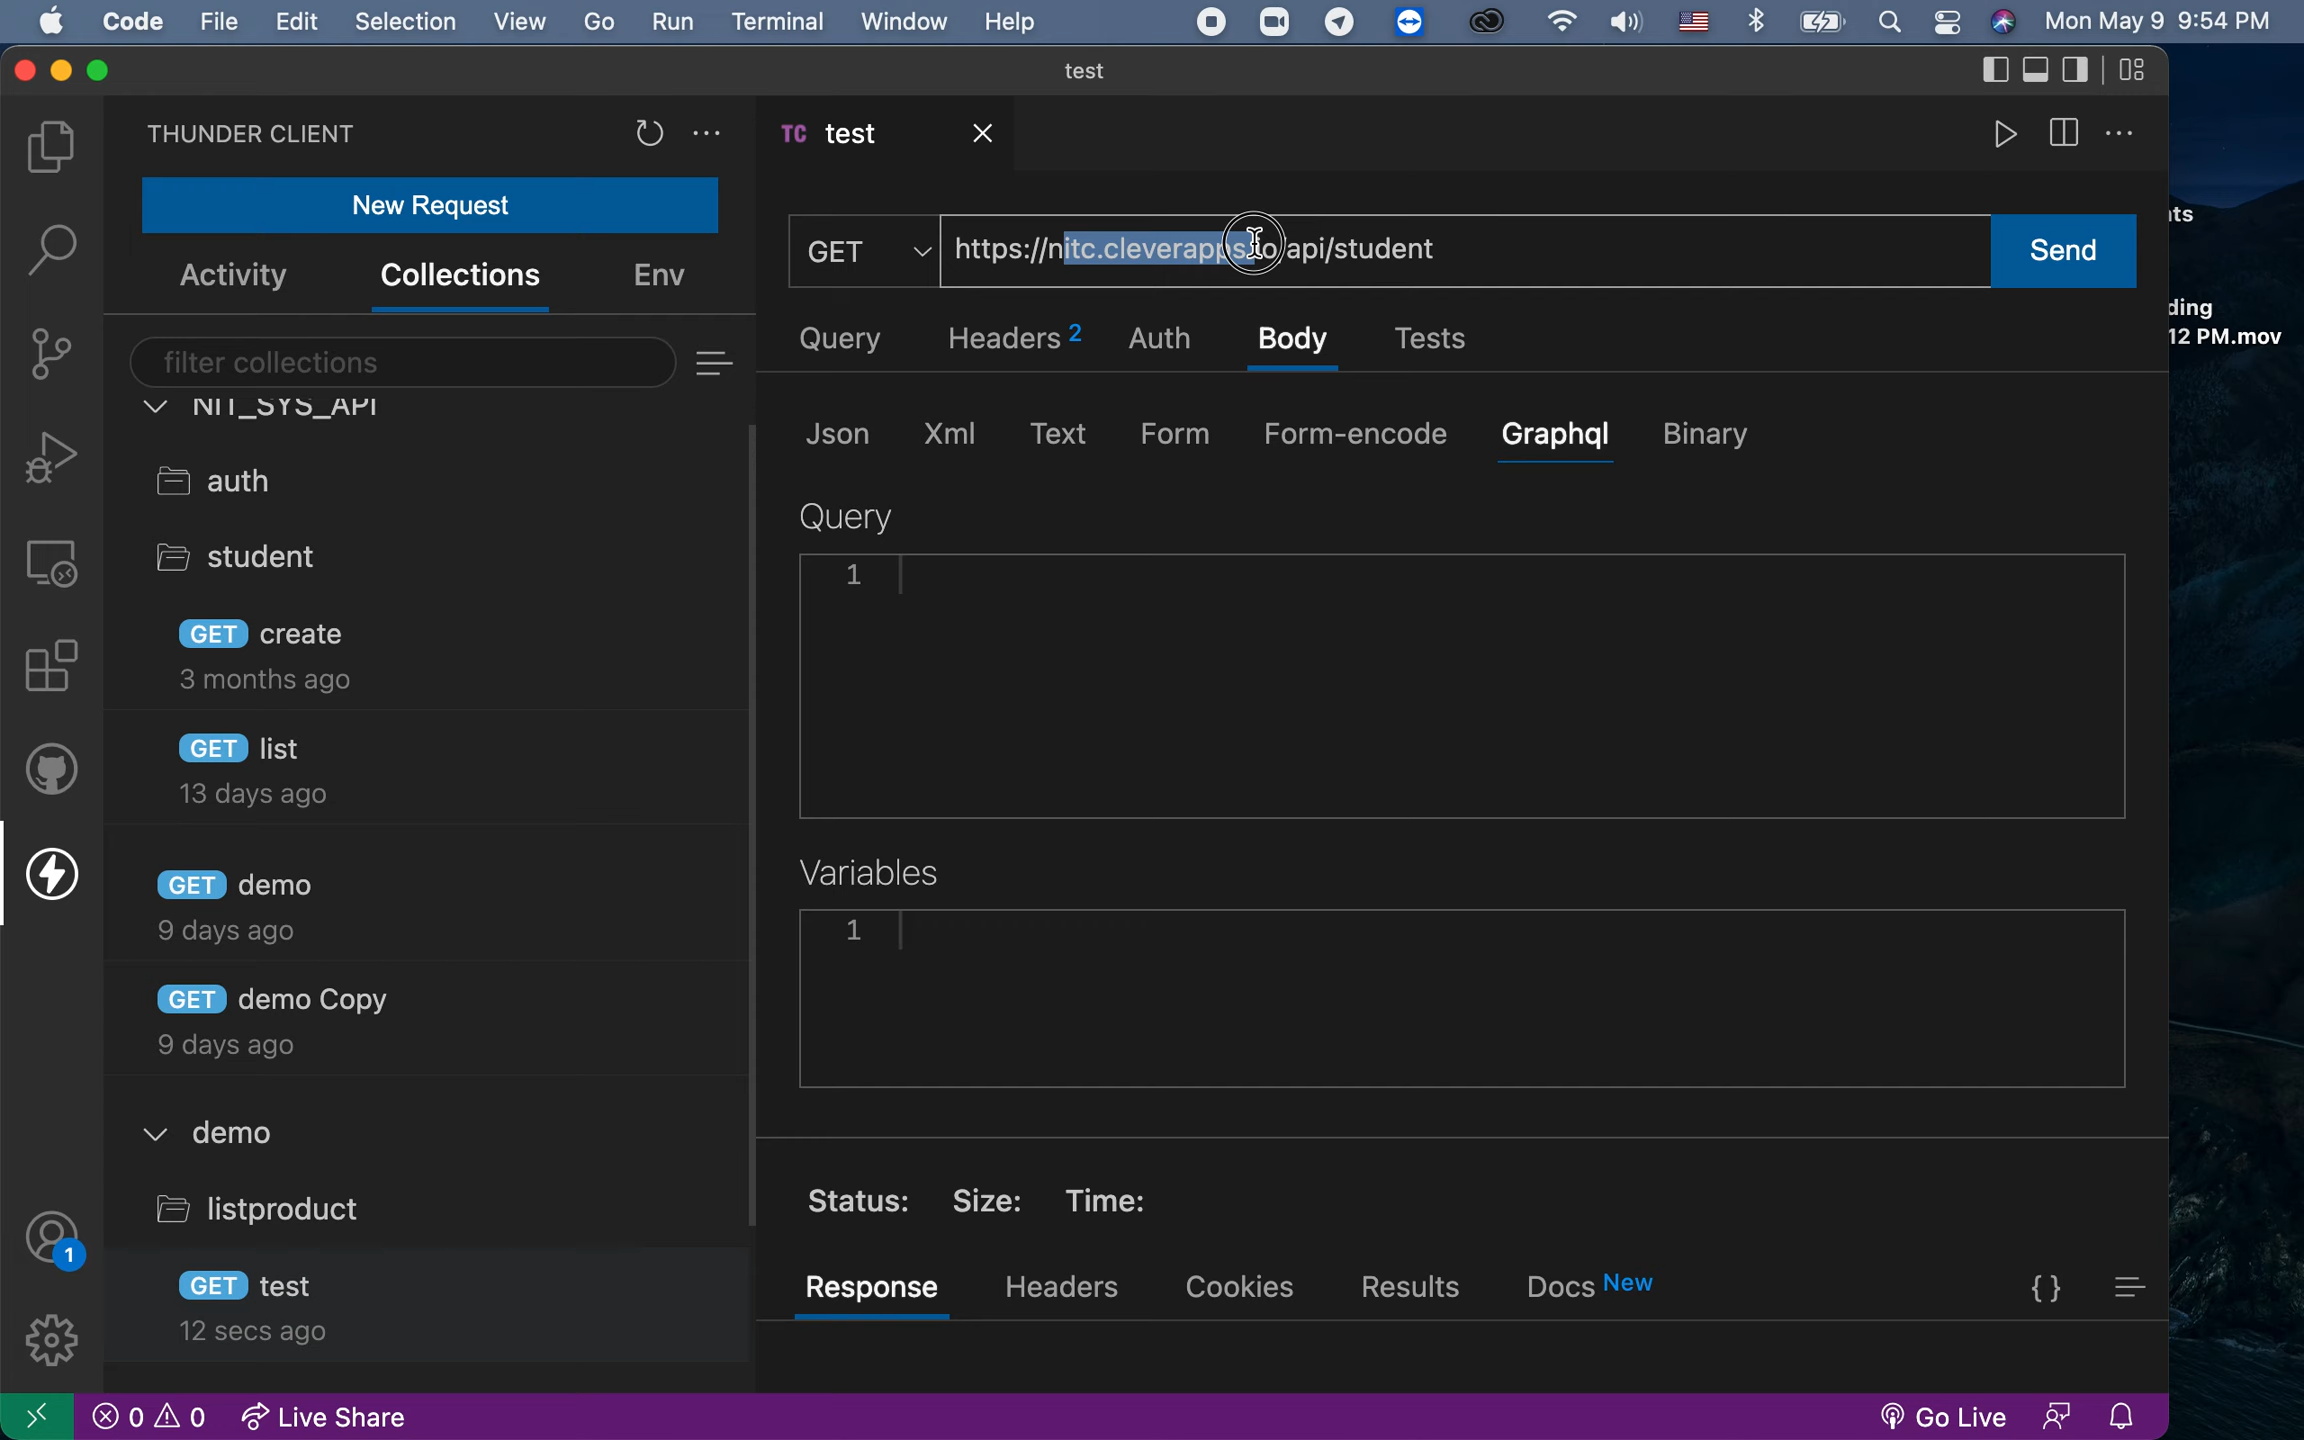 Code File Edit Selection View Go Run Terminal Window Help Mon May 9 9:54 PM
test
THUNDER CLIENT
TC test
New Request
Activity Collections Env
filter collections
NIT_SYS_API
auth
student
GET create
3 months ago
GET list
13 days ago
GET demo
9 days ago
GET demo Copy
9 days ago
demo
listproduct
GET test
12 secs ago
GET https://nitc.cleverapps.io/api/student Send
Query Headers 2 Auth Body Tests
Json Xml Text Form Form-encode Graphql Binary
Query
1
Variables
1
Status: Size: Time:
Response Headers Cookies Results Docs New { }
1
0 0 Live Share Go Live
nts
ding
12 PM.mov